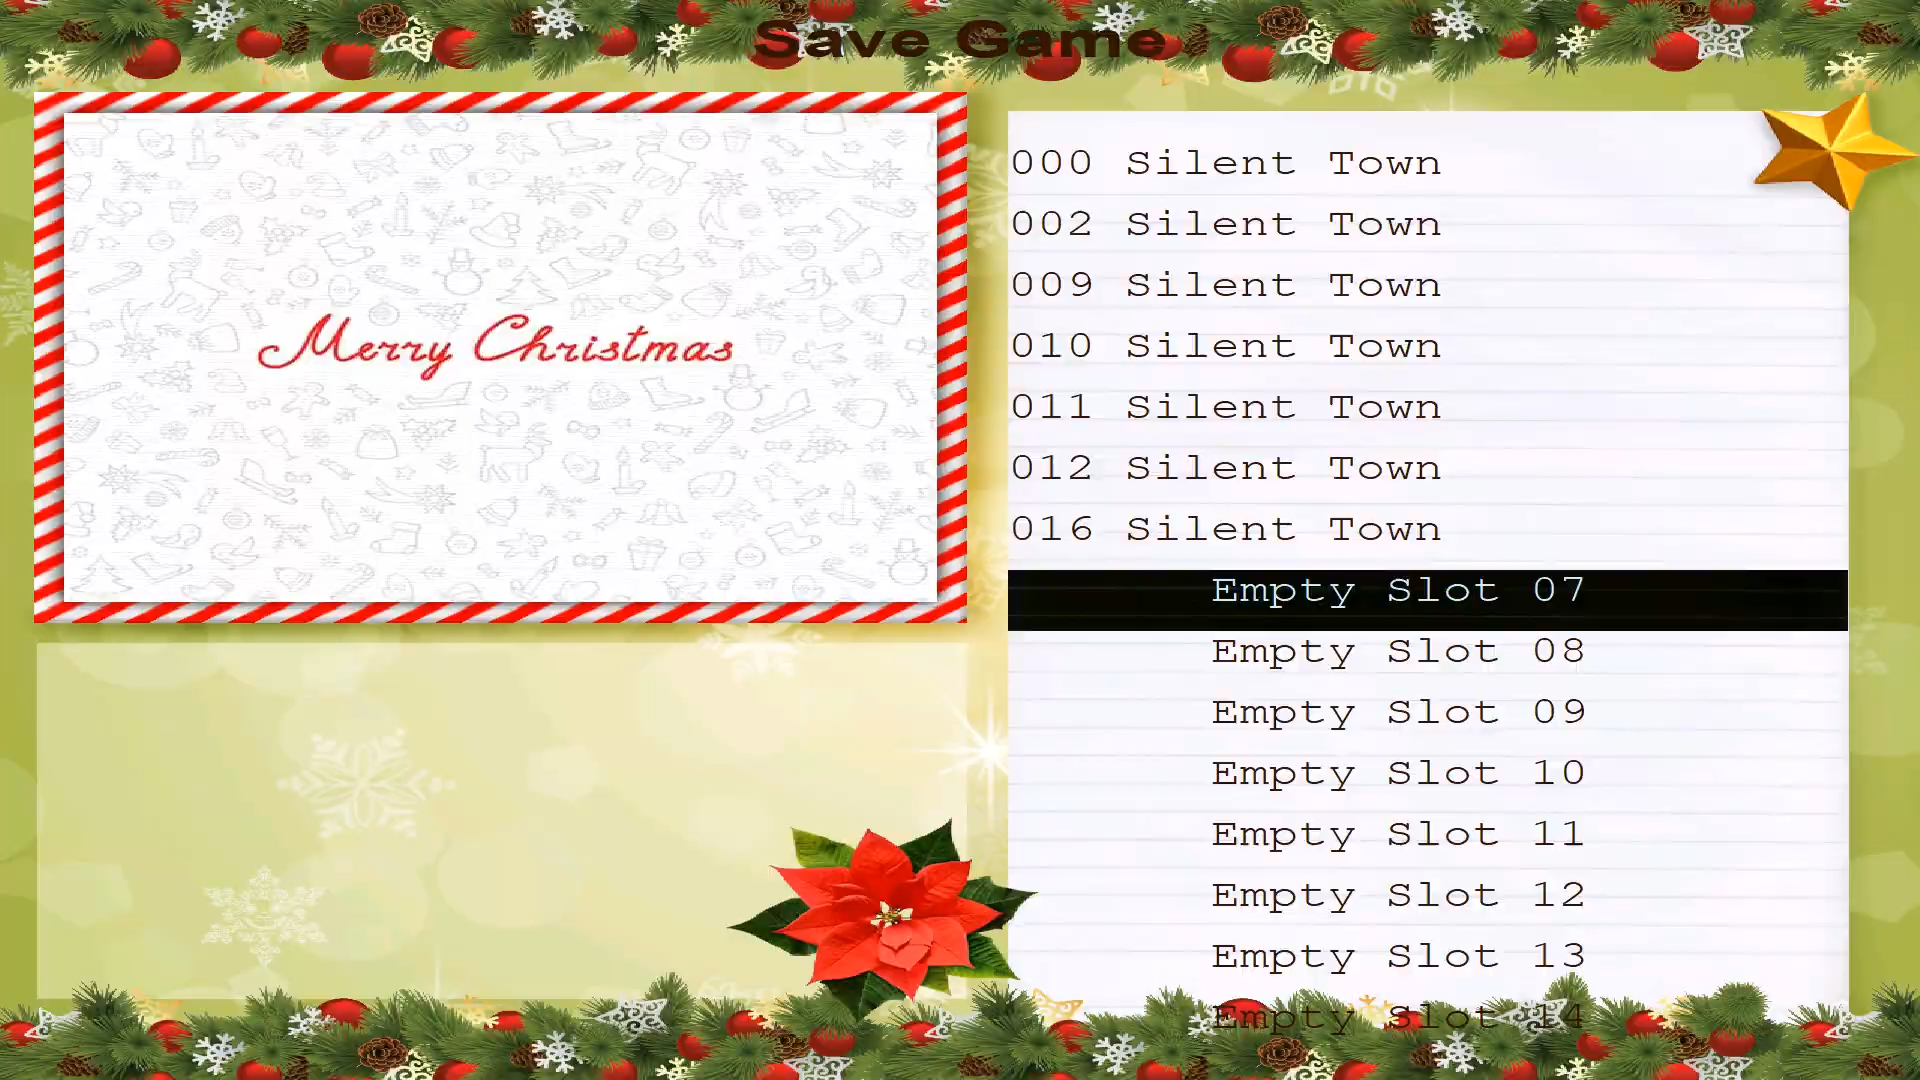 Save Game
Merry Christmas
000 Silent Town
002 Silent Town
009 Silent Town
010 Silent Town
011 Silent Town
012 Silent Town
016 Silent Town
Empty Slot 07
Empty Slot 08
Empty Slot 09
Empty Slot 10
Empty Slot 11
Empty Slot 12
Empty Slot 13
Empty Slot 14